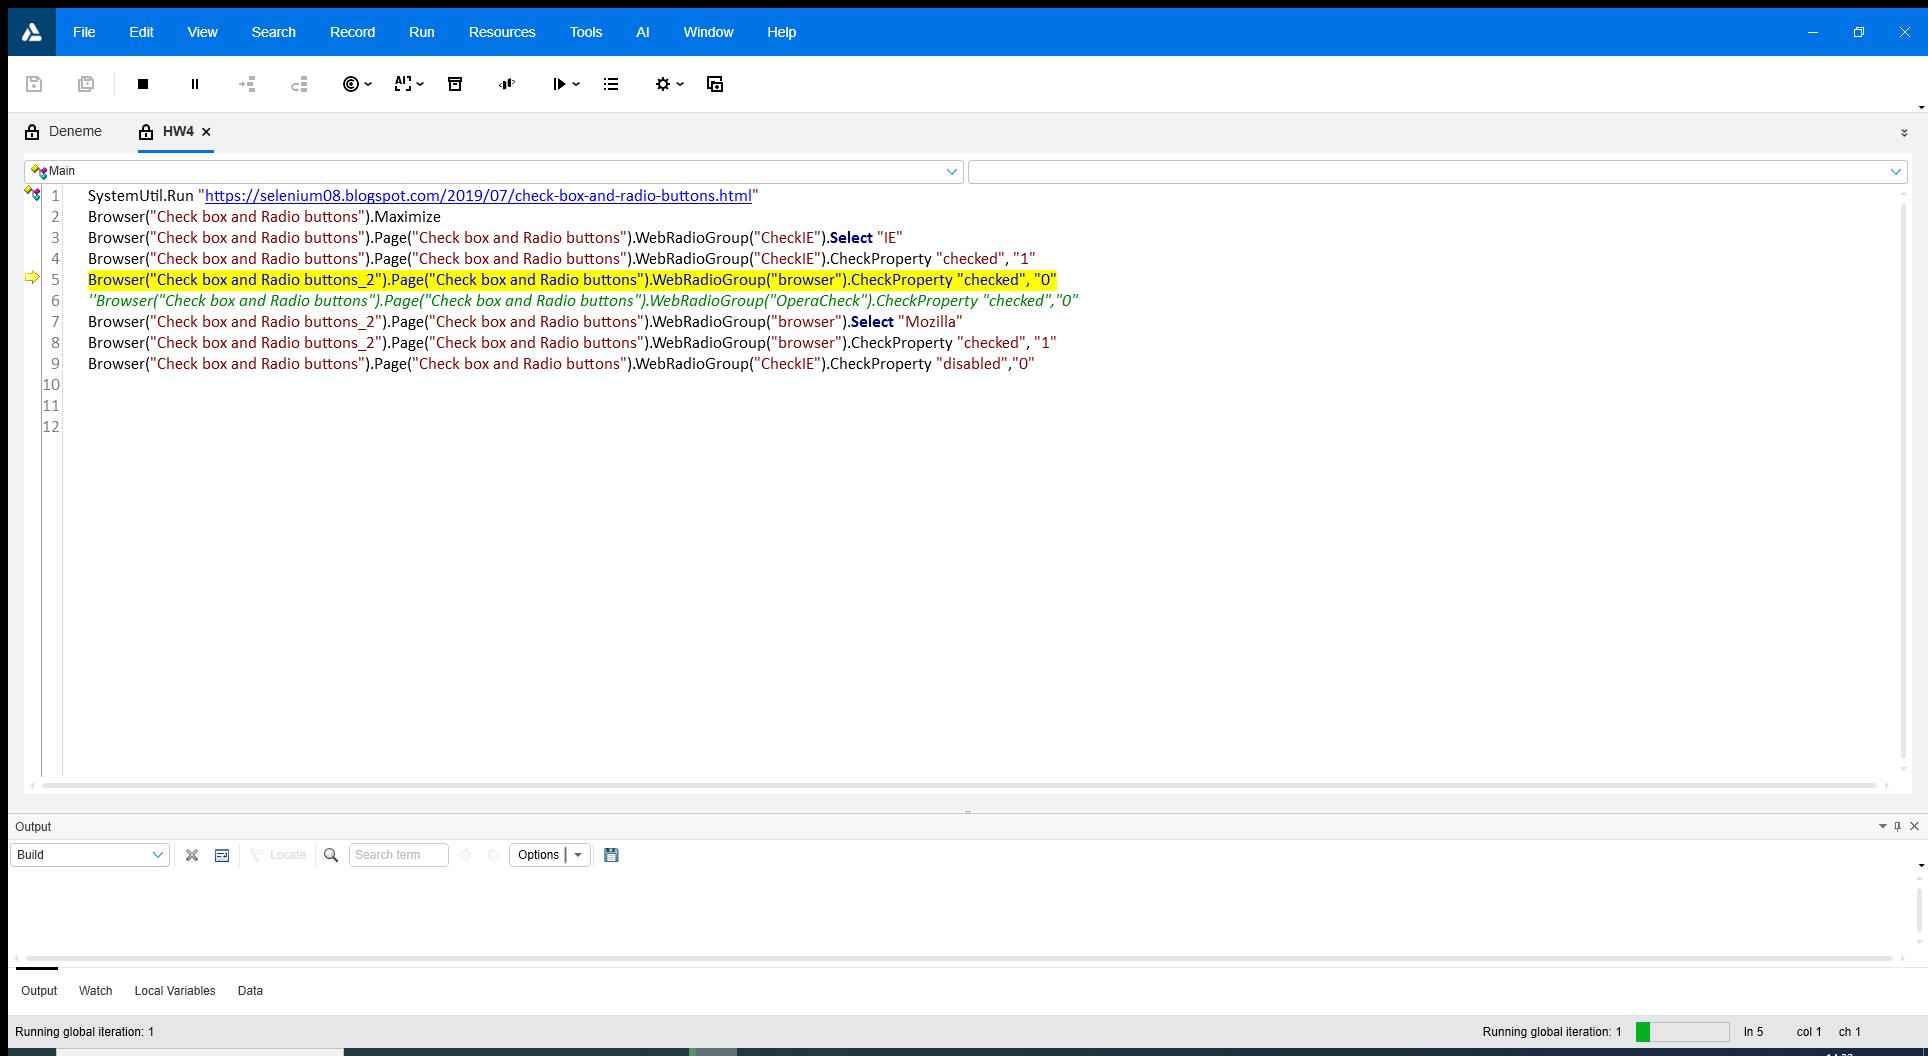 File Edit View Search Record Run Resources Tools AI Window Help
AI
Deneme HW4
Main
1 SystemUtil.Run "https://selenium08.blogspot.com/2019/07/check-box-and-radio-buttons.html"
2 Browser("Check box and Radio buttons").Maximize
3 Browser("Check box and Radio buttons").Page("Check box and Radio buttons").WebRadioGroup("CheckIE").Select "IE"
4 Browser("Check box and Radio buttons").Page("Check box and Radio buttons").WebRadioGroup("CheckIE").CheckProperty "checked", "1"
5 Browser("Check box and Radio buttons_2").Page("Check box and Radio buttons").WebRadioGroup("browser").CheckProperty "checked", "0"
6 ''Browser("Check box and Radio buttons").Page("Check box and Radio buttons").WebRadioGroup("OperaCheck").CheckProperty "checked","0"
7 Browser("Check box and Radio buttons_2").Page("Check box and Radio buttons").WebRadioGroup("browser").Select "Mozilla"
8 Browser("Check box and Radio buttons_2").Page("Check box and Radio buttons").WebRadioGroup("browser").CheckProperty "checked", "1"
9 Browser("Check box and Radio buttons").Page("Check box and Radio buttons").WebRadioGroup("CheckIE").CheckProperty "disabled","0"
10
11
12
Output
Build Locate Search term Options
Output Watch Local Variables Data
Running global iteration: 1 Running global iteration: 1 ln 5 col 1 ch 1